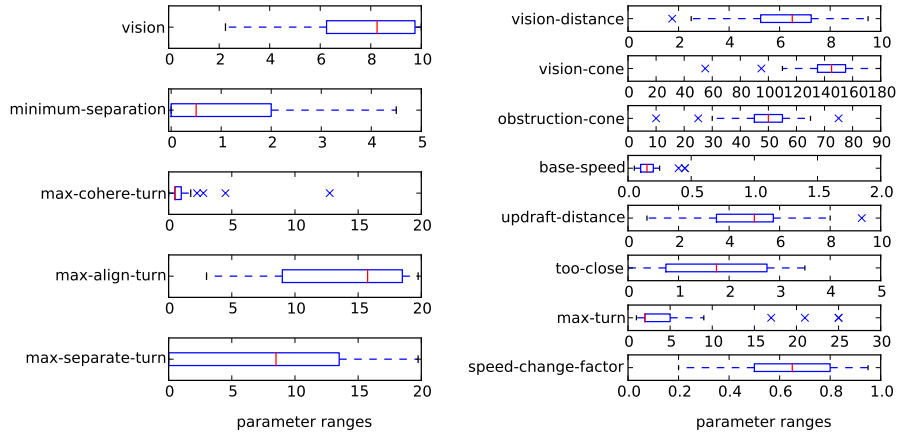 vision
0 2 4 6 8 10
minimum-separation
0 1 2 3 4 5
max-cohere-turn
0 5 10 15 20
max-align-turn
0 5 10 15 20
max-separate-turn
0 5 10 15 20
parameter ranges
vision-distance
0 2 4 6 8 10
vision-cone
0 20 40 60 80 100 120 140 160 180
obstruction-cone
0 10 20 30 40 50 60 70 80 90
base-speed
0.0 0.5 1.0 1.5 2.0
updraft-distance
0 2 4 6 8 10
too-close
0 1 2 3 4 5
max-turn
0 5 10 15 20 25 30
speed-change-factor
0.0 0.2 0.4 0.6 0.8 1.0
parameter ranges